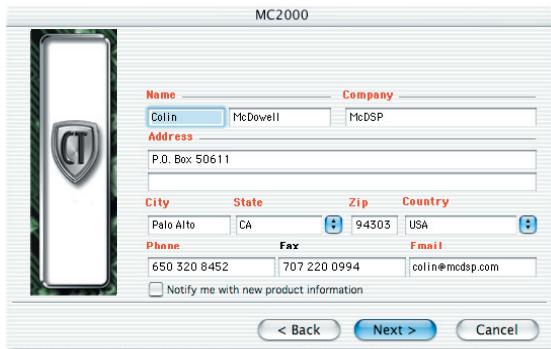 MC2000
Name Company
Colin McDowell McDSP
Address
P.O. Box 50611
City State Zip Country
Palo Alto CA 94303 USA
Phone Fax Email
650 320 8452 707 220 0994 colin@mcdsp.com
Notify me with new product information
CT
< Back Next > Cancel